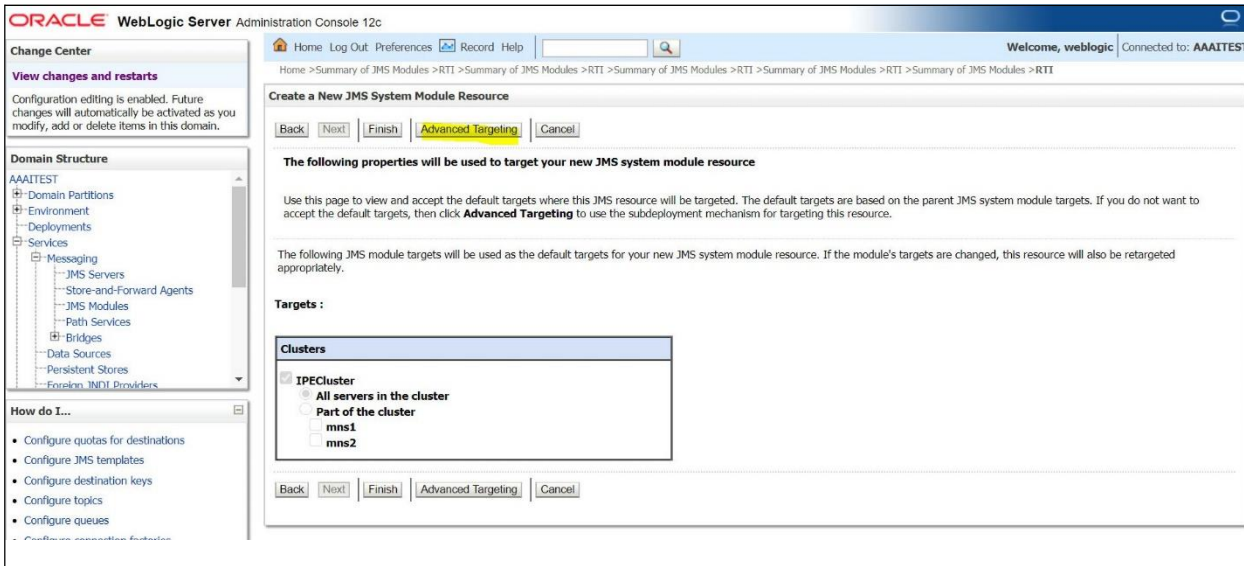 ORACLE WebLogic Server Administration Console 12c
Change Center
View changes and restarts
Configuration editing is enabled. Future
changes will automatically be activated as you
modify, add or delete items in this domain.
Domain Structure
AAAITEST
Domain Partitions
Environment
Deployments
Services
Messaging
JMS Servers
Store-and-Forward Agents
JMS Modules
Path Services
Bridges
Data Sources
Persistent Stores
Foreign JNDI Providers
How do I...
Configure quotas for destinations
Configure JMS templates
Configure destination keys
Configure topics
Configure queues
Configure connection factories
Home Log Out Preferences Record Help
Welcome, weblogic Connected to: AAAITEST
Home >Summary of JMS Modules >RTI >Summary of JMS Modules >RTI >Summary of JMS Modules >RTI >Summary of JMS Modules >RTI >Summary of JMS Modules >RTI
Create a New JMS System Module Resource
Back Next Finish Advanced Targeting Cancel
The following properties will be used to target your new JMS system module resource
Use this page to view and accept the default targets where this JMS resource will be targeted. The default targets are based on the parent JMS system module targets. If you do not want to
accept the default targets, then click Advanced Targeting to use the subdeployment mechanism for targeting this resource.
The following JMS module targets will be used as the default targets for your new JMS system module resource. If the module's targets are changed, this resource will also be retargeted
appropriately.
Targets :
Clusters
IPECluster
All servers in the cluster
Part of the cluster
mns1
mns2
Back Next Finish Advanced Targeting Cancel